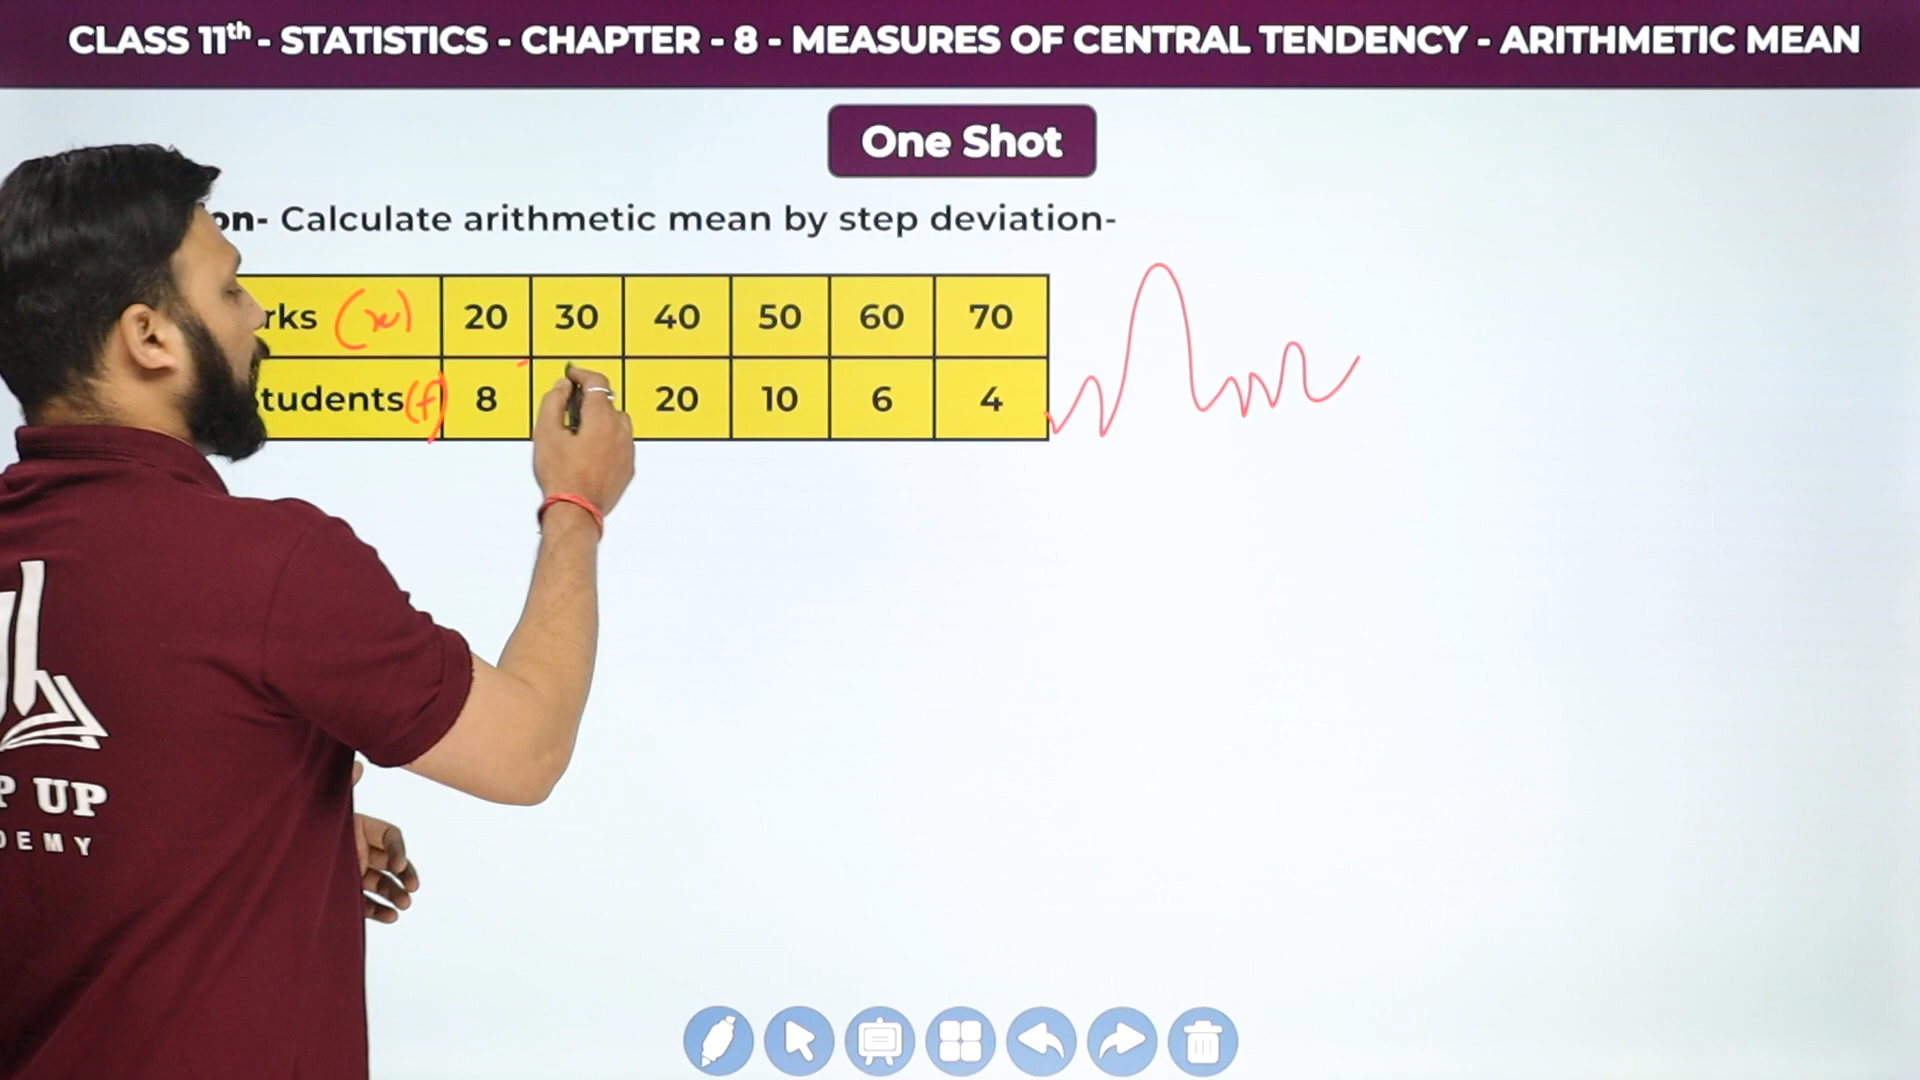 CLASS 11th - STATISTICS - CHAPTER - 8 - MEASURES OF CENTRAL TENDENCY - ARITHMETIC MEAN
One Shot
on- Calculate arithmetic mean by step deviation-
rks (x) 20 30 40 50 60 70
tudents (f) 8 20 10 6 4
P UP
DEMY